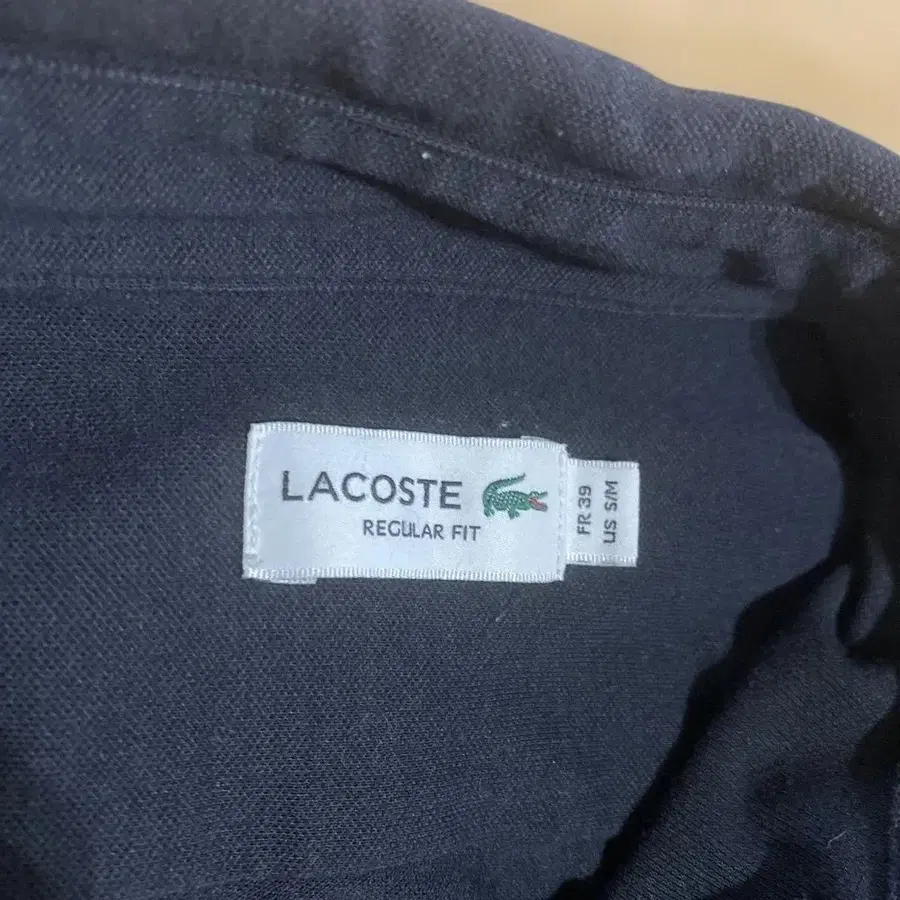 LACOSTE
REGULAR FIT
FR 39
US S/M